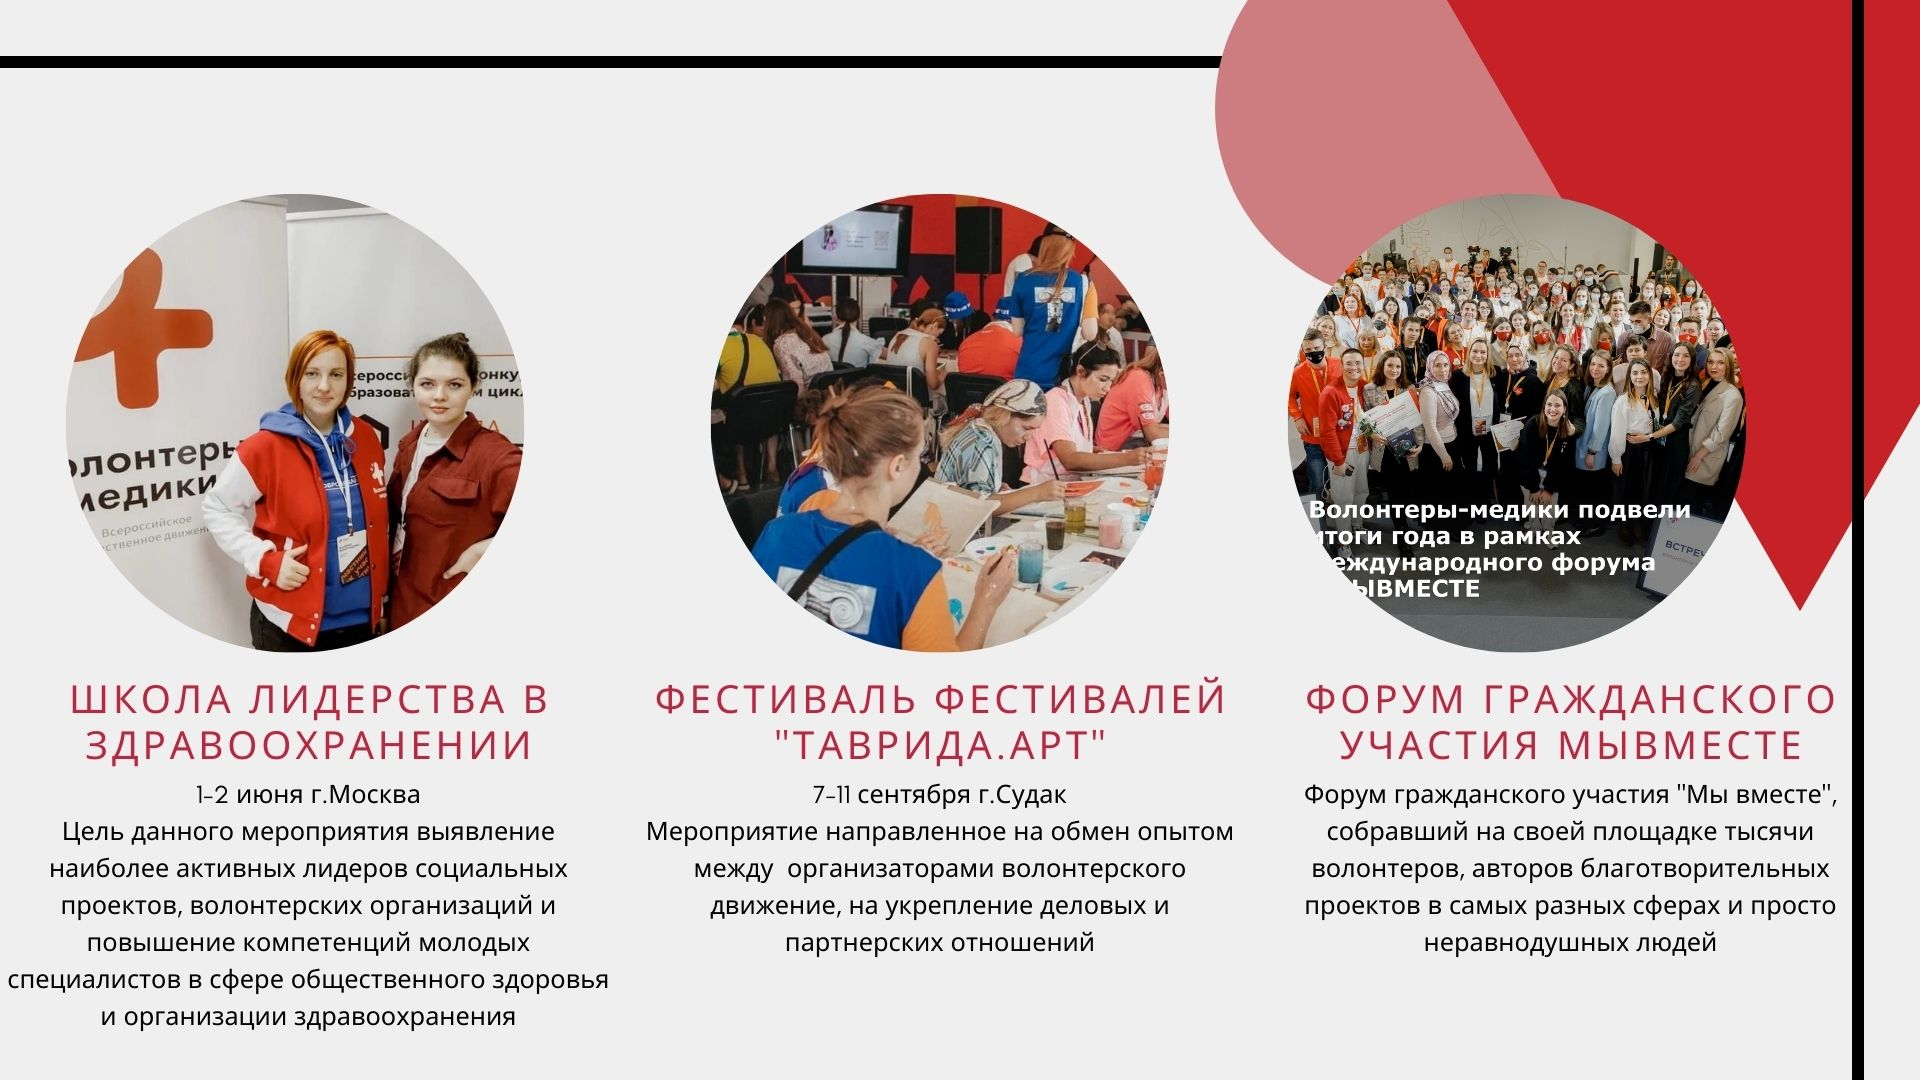 медики
Всероссийское
Волонтеры-медики подвели
итоги года в рамках
форума
ШКОЛА ЛИДЕРСТВА В
ЗДРАВООХРАНЕНИИ
1-2 июня г.Москва
Цель данного мероприятия выявление
наиболее активных лидеров социальных
проектов, волонтерских организаций и
повышение компетенций молодых
специалистов в сфере общественного здоровья
и организации здравоохранения
ФЕСТИВАЛЬ ФЕСТИВАЛЕЙ
"ТАВРИДА.АРТ"
7-11 сентября г.Судак
Мероприятие направленное на обмен опытом
между  организаторами волонтерского
движение, на укрепление деловых и
партнерских отношений
ФОРУМ ГРАЖДАНСКОГО
УЧАСТИЯ МЫВМЕСТЕ
Форум гражданского участия "Мы вместе",
собравший на своей площадке тысячи
волонтеров, авторов благотворительных
проектов в самых разных сферах и просто
неравнодушных людей